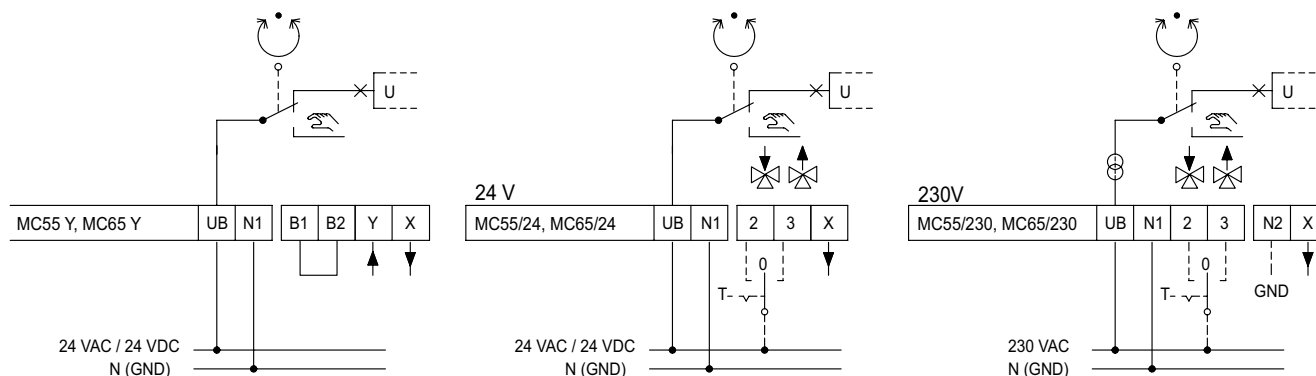 U
MC55 Y, MC65 Y UB N1 B1 B2 Y X
24 VAC / 24 VDC
N (GND)
U
24 V
MC55/24, MC65/24 UB N1 2 3 X
0
T
24 VAC / 24 VDC
N (GND)
U
230V
MC55/230, MC65/230 UB N1 2 3 N2 X
0
T
GND
230 VAC
N (GND)